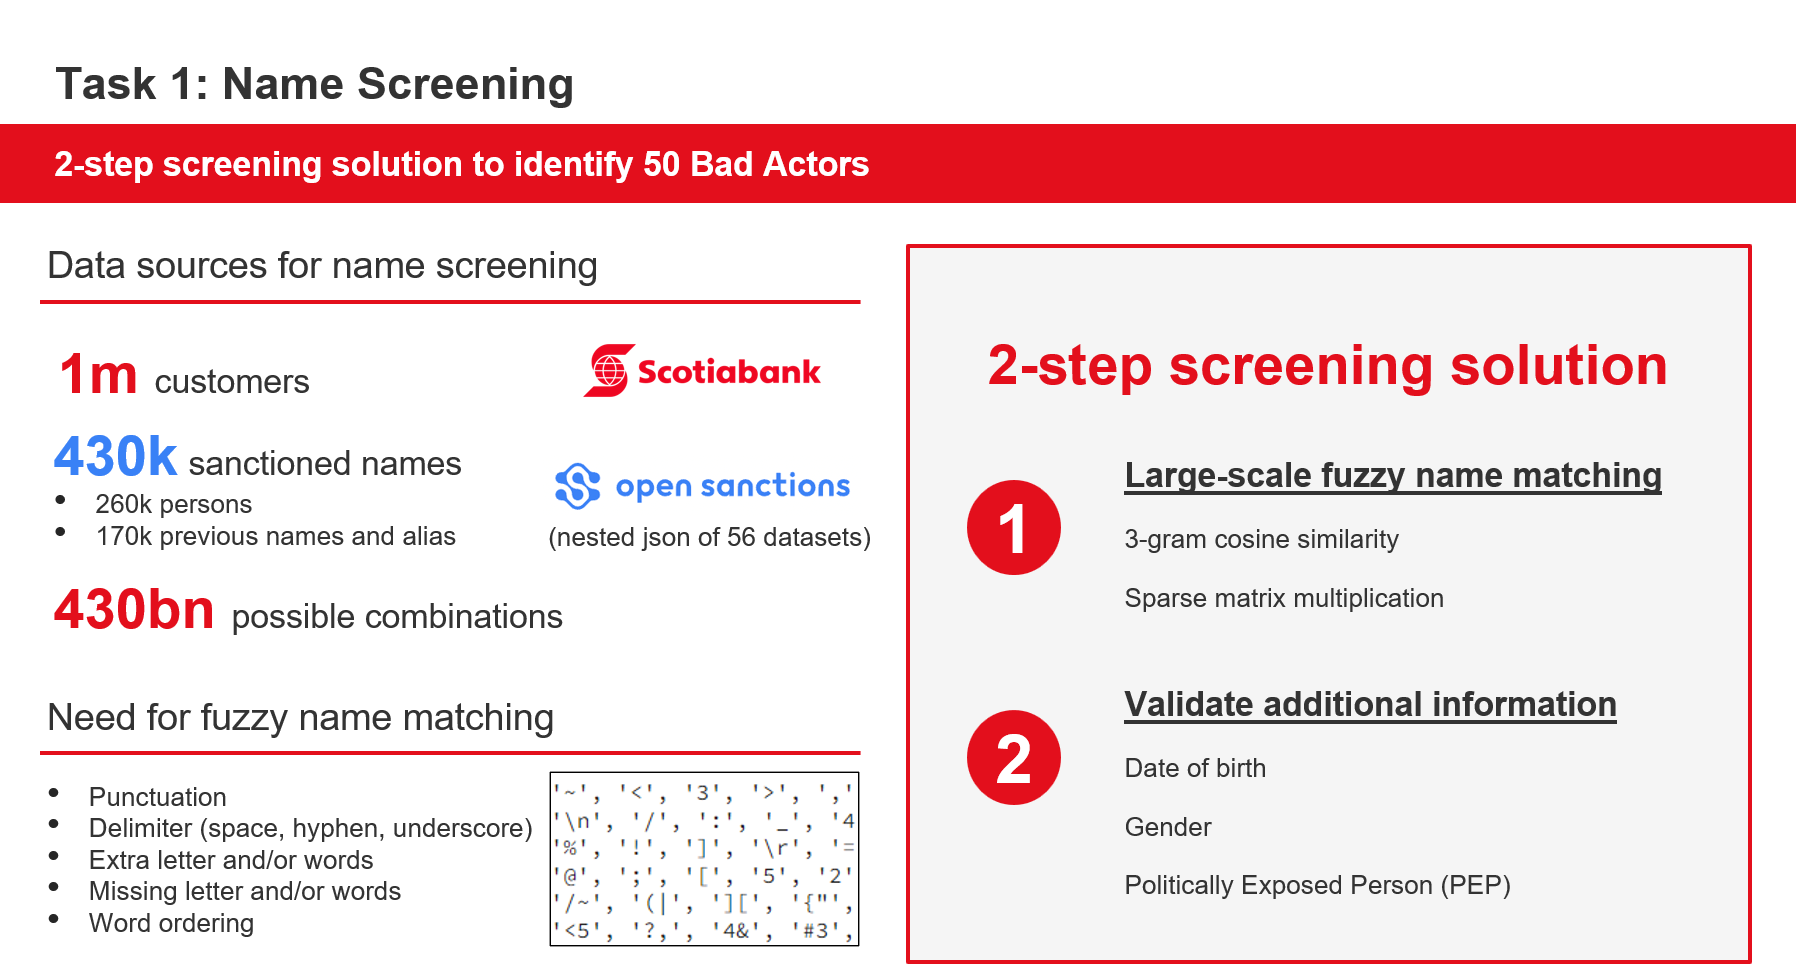 Task 1: Name Screening
2-step screening solution to identify 50 Bad Actors
Data sources for name screening
1m customers
Scotiabank
430k sanctioned names
• 260k persons
• 170k previous names and alias
open sanctions
(nested json of 56 datasets)
430bn possible combinations
Need for fuzzy name matching
• Punctuation
• Delimiter (space, hyphen, underscore)
• Extra letter and/or words
• Missing letter and/or words
• Word ordering
'~', '<', '3', '>', ','
'\n', '/', ':', '_', '4
'%', '!', ']', '\r', '=
'@', ';', '[', '5', '2'
'/~', '(|', '][', '{"',
'<5', '?,', '4&', '#3',
2-step screening solution
1
Large-scale fuzzy name matching
3-gram cosine similarity
Sparse matrix multiplication
2
Validate additional information
Date of birth
Gender
Politically Exposed Person (PEP)